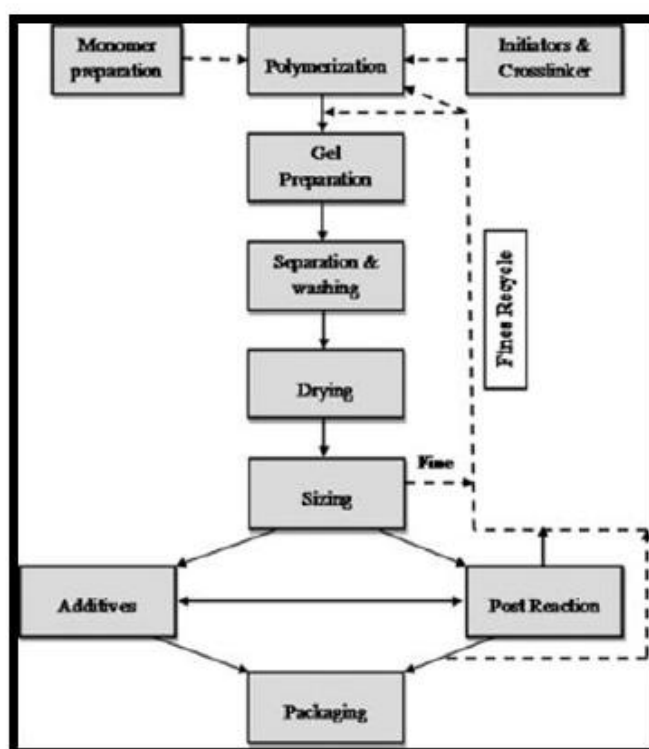 Monomer
preparation
Polymerization
Initiators &
Crosslinker
Gel
Preparation
Separation &
washing
Fines Recycle
Drying
Fine
Sizing
Additives
Post Reaction
Packaging